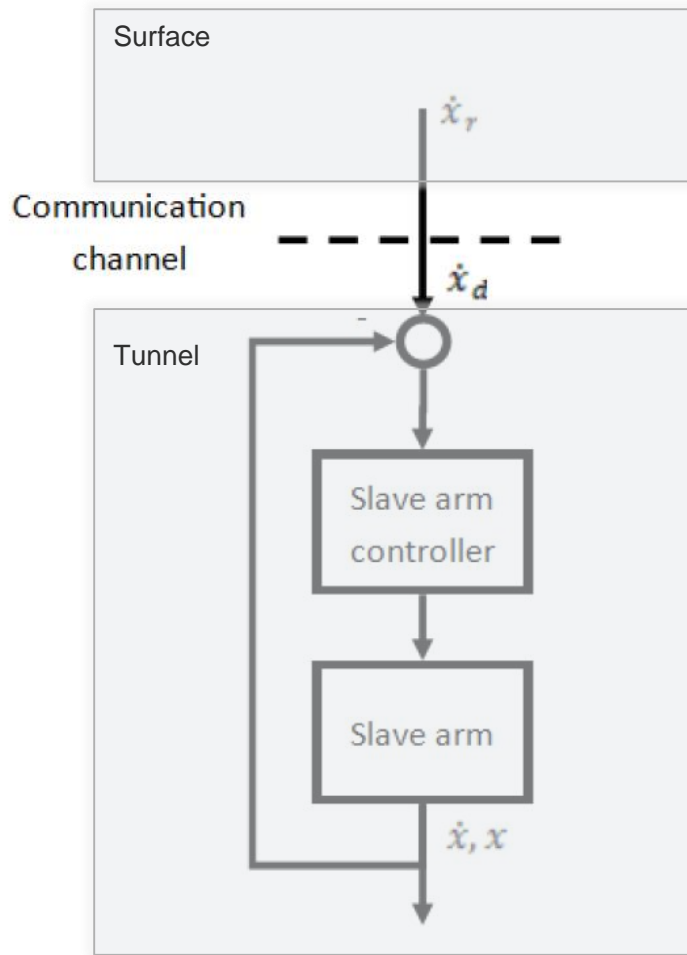 Surface
ẋ_r
Communication
channel
ẋ_d
Tunnel
-
Slave arm
controller
Slave arm
ẋ, x